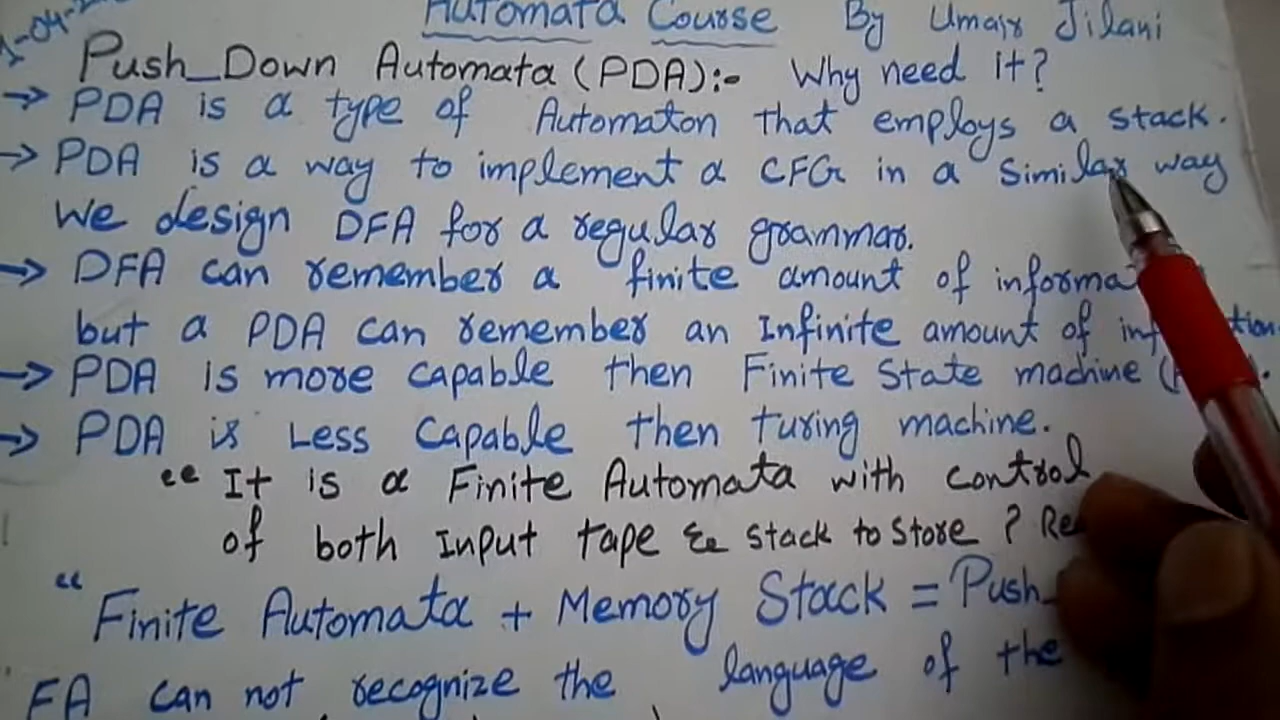 Automata Course By Umair Jilani
Push_Down Automata (PDA):- Why need it?
→ PDA is a type of Automaton that employs a stack.
→ PDA is a way to implement a CFG in a similar way
We design DFA for a regular grammar.
→ DFA can remember a finite amount of informa
but a PDA can remember an Infinite amount of inf tion
→ PDA is more capable then Finite State machine (
→ PDA is Less Capable then turing machine.
“ It is a Finite Automata with control
of both Input tape & stack to store ? Re
“ Finite Automata + Memory Stack = Push_
FA can not recognize the language of the